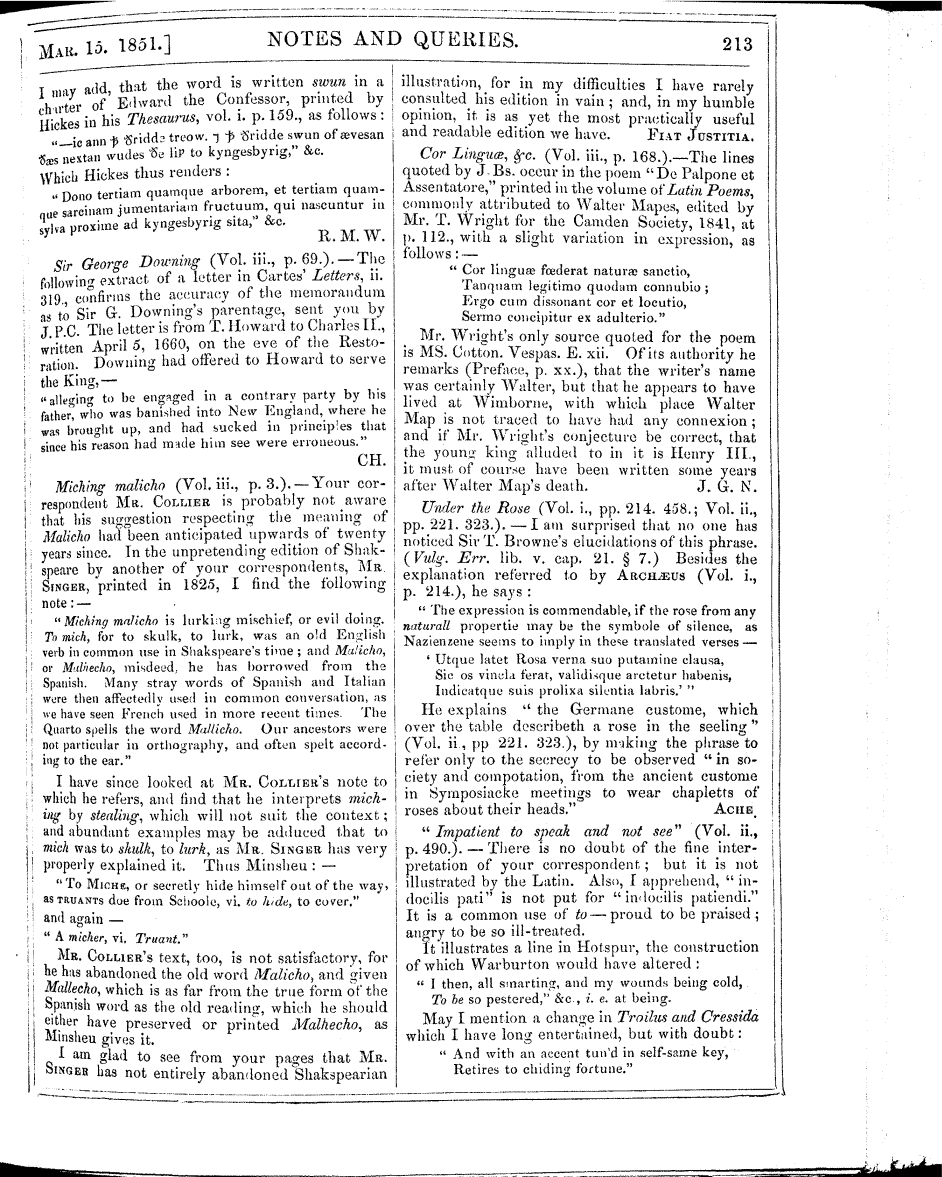 MAR. 15. 1851.] NOTES AND QUERIES. 213
I may add, that the word is written swun in a
charter of Edward the Confessor, printed by
Hickes in his Thesaurus, vol. i. p. 159., as follows:
"—ic ann ꝥ ðridde treow. ⁊ ꝥ ðridde swun of ævesan
ðæs nextan wudes ðe liþ to kyngesbyrig," &c.
Which Hickes thus renders:
"Dono tertiam quamque arborem, et tertiam quam-
que sarcinam jumentariam fructuum, qui nascuntur in
sylva proxime ad kyngesbyrig sita," &c.
R. M. W.
Sir George Downing (Vol. iii., p. 69.).—The
following extract of a letter in Cartes' Letters, ii.
319., confirms the accuracy of the memorandum
as to Sir G. Downing's parentage, sent you by
J. P. C. The letter is from T. Howard to Charles II.,
written April 5, 1660, on the eve of the Resto-
ration. Downing had offered to Howard to serve
the King,—
"alleging to be engaged in a contrary party by his
father, who was banished into New England, where he
was brought up, and had sucked in principles that
since his reason had made him see were erroneous."
CH.
Miching malicho (Vol. iii., p. 3.).—Your cor-
respondent MR. COLLIER is probably not aware
that his suggestion respecting the meaning of
Malicho had been anticipated upwards of twenty
years since. In the unpretending edition of Shak-
speare by another of your correspondents, MR.
SINGER, printed in 1825, I find the following
note:—
"Miching malicho is lurking mischief, or evil doing.
To mich, for to skulk, to lurk, was an old English
verb in common use in Shakspeare's time; and Malicho,
or Malhecho, misdeed, he has borrowed from the
Spanish. Many stray words of Spanish and Italian
were then affectedly used in common conversation, as
we have seen French used in more recent times. The
Quarto spells the word Mallicho. Our ancestors were
not particular in orthography, and often spelt accord-
ing to the ear."
I have since looked at MR. COLLIER's note to
which he refers, and find that he interprets mich-
ing by stealing, which will not suit the context;
and abundant examples may be adduced that to
mich was to skulk, to lurk, as MR. SINGER has very
properly explained it. Thus Minsheu:—
"To MICHE, or secretly hide himself out of the way,
as TRUANTS doe from Schoole, vi. to hide, to cover."
and again—
"A micher, vi. Truant."
MR. COLLIER's text, too, is not satisfactory, for
he has abandoned the old word Malicho, and given
Mallecho, which is as far from the true form of the
Spanish word as the old reading, which he should
either have preserved or printed Malhecho, as
Minsheu gives it.
I am glad to see from your pages that MR.
SINGER has not entirely abandoned Shakspearian
illustration, for in my difficulties I have rarely
consulted his edition in vain; and, in my humble
opinion, it is as yet the most practically useful
and readable edition we have. FIAT JUSTITIA.
Cor Linguæ, &c. (Vol. iii., p. 168.).—The lines
quoted by J. Bs. occur in the poem "De Palpone et
Assentatore," printed in the volume of Latin Poems,
commonly attributed to Walter Mapes, edited by
Mr. T. Wright for the Camden Society, 1841, at
p. 112., with a slight variation in expression, as
follows:—
"Cor linguæ fœderat naturæ sanctio,
Tanquam legitimo quodam connubio;
Ergo cum dissonant cor et locutio,
Sermo concipitur ex adulterio."
Mr. Wright's only source quoted for the poem
is MS. Cotton. Vespas. E. xii. Of its authority he
remarks (Preface, p. xx.), that the writer's name
was certainly Walter, but that he appears to have
lived at Wimborne, with which place Walter
Map is not traced to have had any connexion;
and if Mr. Wright's conjecture be correct, that
the young king alluded to in it is Henry III.,
it must of course have been written some years
after Walter Map's death. J. G. N.
Under the Rose (Vol. i., pp. 214. 458.; Vol. ii.,
pp. 221. 323.).—I am surprised that no one has
noticed Sir T. Browne's elucidations of this phrase.
(Vulg. Err. lib. v. cap. 21. § 7.) Besides the
explanation referred to by ARCHÆUS (Vol. i.,
p. 214.), he says:
"The expression is commendable, if the rose from any
naturall propertie may be the symbole of silence, as
Nazienzene seems to imply in these translated verses—
'Utque latet Rosa verna suo putamine clausa,
Sic os vincla ferat, validisque arctetur habenis,
Indicatque suis prolixa silentia labris.'"
He explains "the Germane custome, which
over the table describeth a rose in the seeling"
(Vol. ii., pp 221. 323.), by making the phrase to
refer only to the secrecy to be observed "in so-
ciety and compotation, from the ancient custome
in Symposiacke meetings to wear chapletts of
roses about their heads." ACHE.
"Impatient to speak and not see" (Vol. ii.,
p. 490.).—There is no doubt of the fine inter-
pretation of your correspondent; but it is not
illustrated by the Latin. Also, I apprehend, "in-
docilis pati" is not put for "indocilis patiendi."
It is a common use of to—proud to be praised;
angry to be so ill-treated.
It illustrates a line in Hotspur, the construction
of which Warburton would have altered:
"I then, all smarting, and my wounds being cold,
To be so pestered," &c., i. e. at being.
May I mention a change in Troilus and Cressida
which I have long entertained, but with doubt:
"And with an accent tun'd in self-same key,
Retires to chiding fortune."